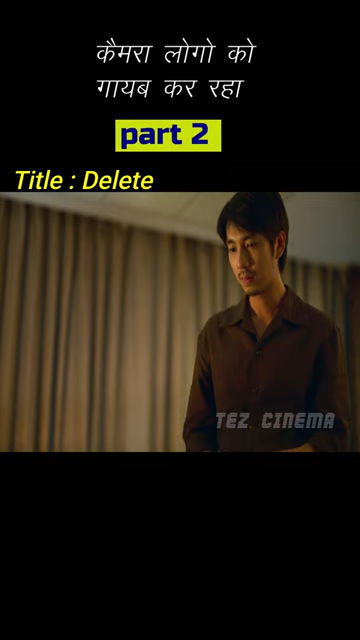 कैमरा लोगो को
गायब कर रहा
part 2
Title : Delete
TEZ CINEMA